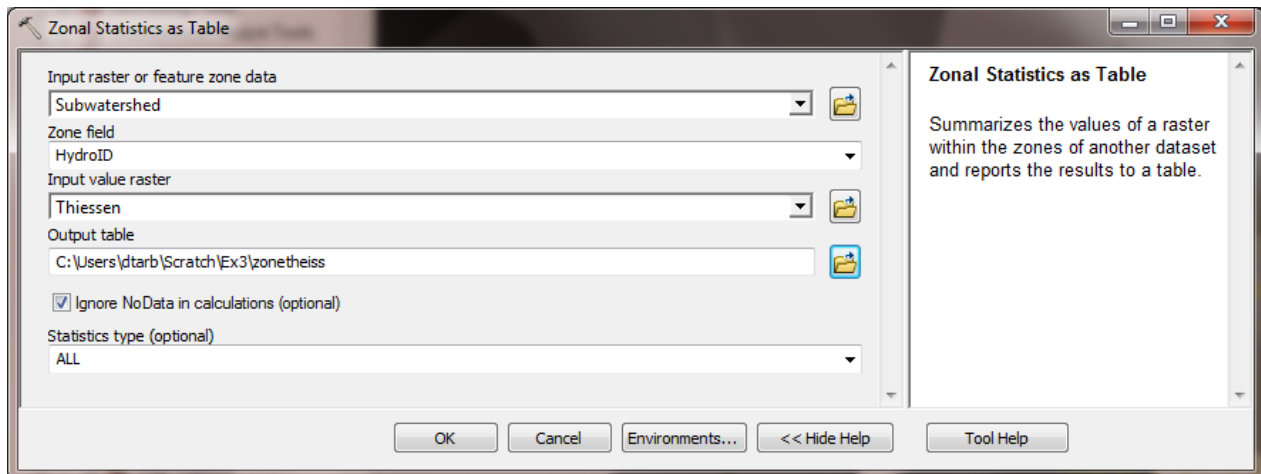 Zonal Statistics as Table
Input raster or feature zone data
Subwatershed
Zone field
HydroID
Input value raster
Thiessen
Output table
C:\Users\dtarb\Scratch\Ex3\zonetheiss
Ignore NoData in calculations (optional)
Statistics type (optional)
ALL
Zonal Statistics as Table
Summarizes the values of a raster
within the zones of another dataset
and reports the results to a table.
OK Cancel Environments... << Hide Help Tool Help